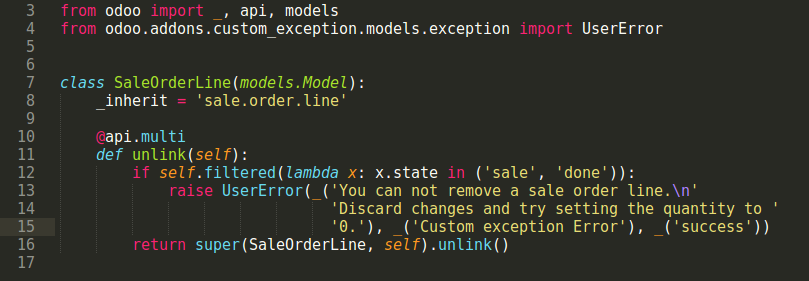 3 from odoo import _, api, models
4 from odoo.addons.custom_exception.models.exception import UserError
5
6
7 class SaleOrderLine(models.Model):
8     _inherit = 'sale.order.line'
9
10     @api.multi
11     def unlink(self):
12         if self.filtered(lambda x: x.state in ('sale', 'done')):
13             raise UserError(_('You can not remove a sale order line.\n'
14                               'Discard changes and try setting the quantity to '
15                               '0.'), _('Custom exception Error'), _('success'))
16         return super(SaleOrderLine, self).unlink()
17